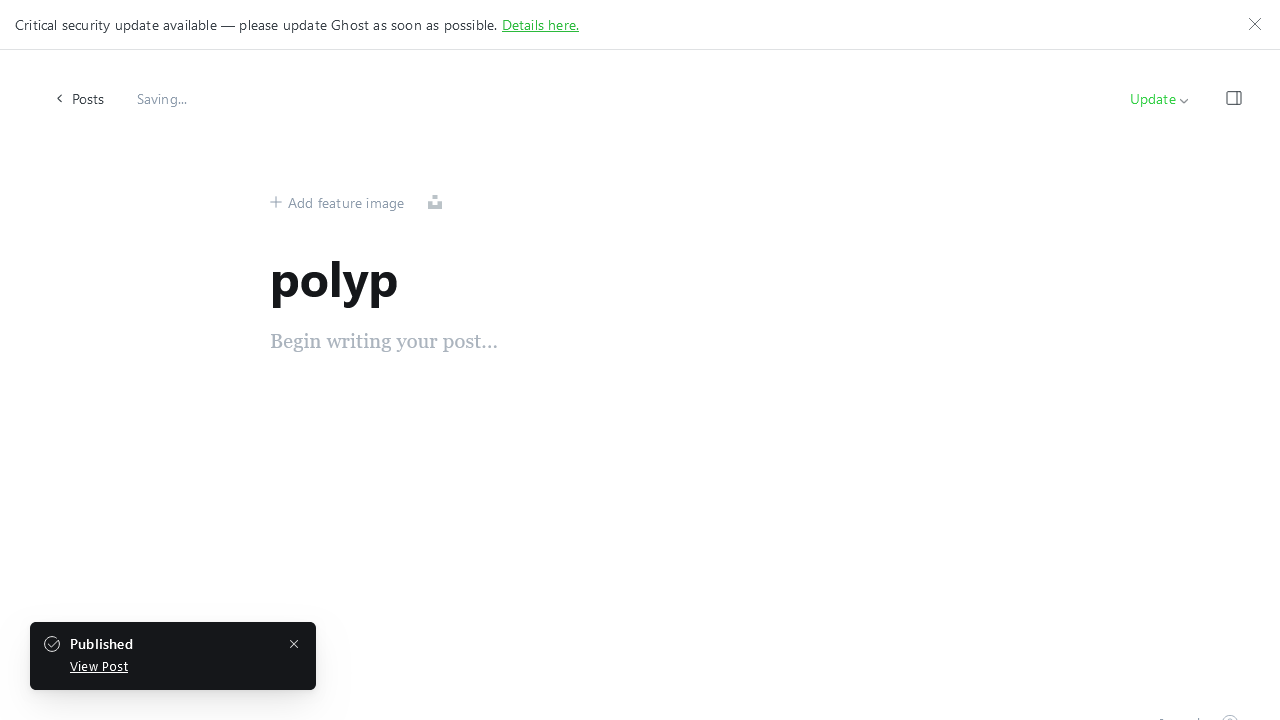 Critical security update available — please update Ghost as soon as possible. Details here.
Posts
Saving...
Update
Add feature image
polyp
Begin writing your post...
Published
View Post